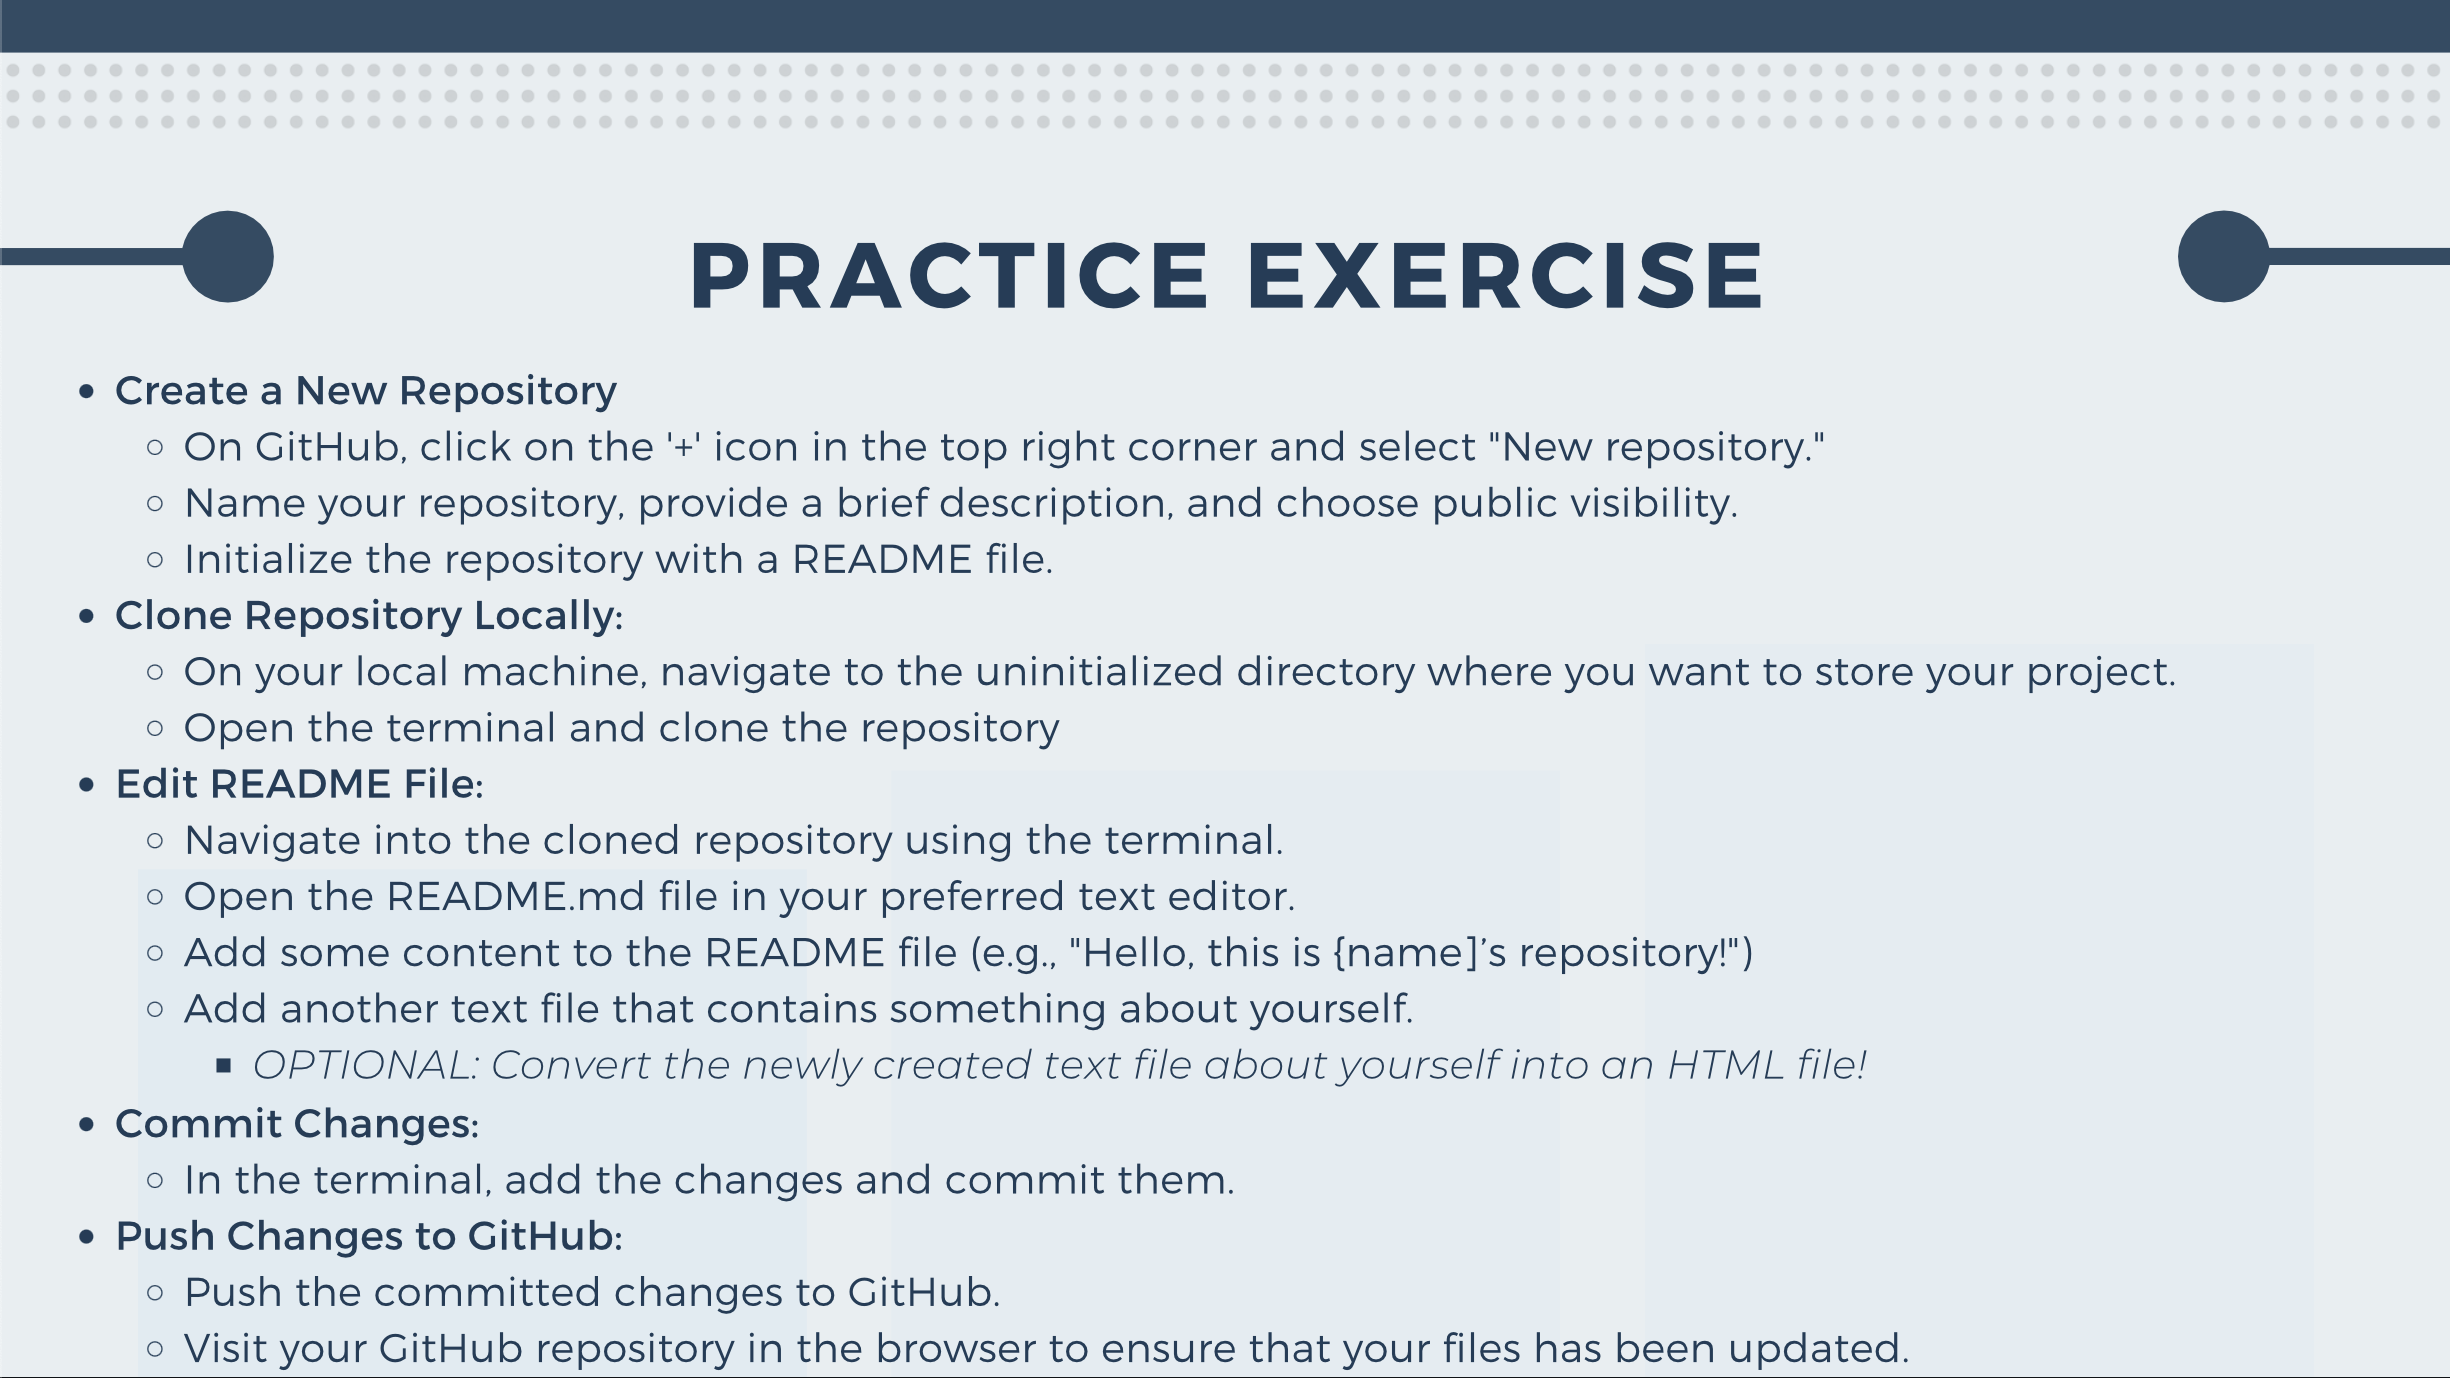 PRACTICE EXERCISE
• Create a New Repository
○ On GitHub, click on the '+' icon in the top right corner and select "New repository."
○ Name your repository, provide a brief description, and choose public visibility.
○ Initialize the repository with a README file.
• Clone Repository Locally:
○ On your local machine, navigate to the uninitialized directory where you want to store your project.
○ Open the terminal and clone the repository
• Edit README File:
○ Navigate into the cloned repository using the terminal.
○ Open the README.md file in your preferred text editor.
○ Add some content to the README file (e.g., "Hello, this is {name]’s repository!")
○ Add another text file that contains something about yourself.
▪ OPTIONAL: Convert the newly created text file about yourself into an HTML file!
• Commit Changes:
○ In the terminal, add the changes and commit them.
• Push Changes to GitHub:
○ Push the committed changes to GitHub.
○ Visit your GitHub repository in the browser to ensure that your files has been updated.